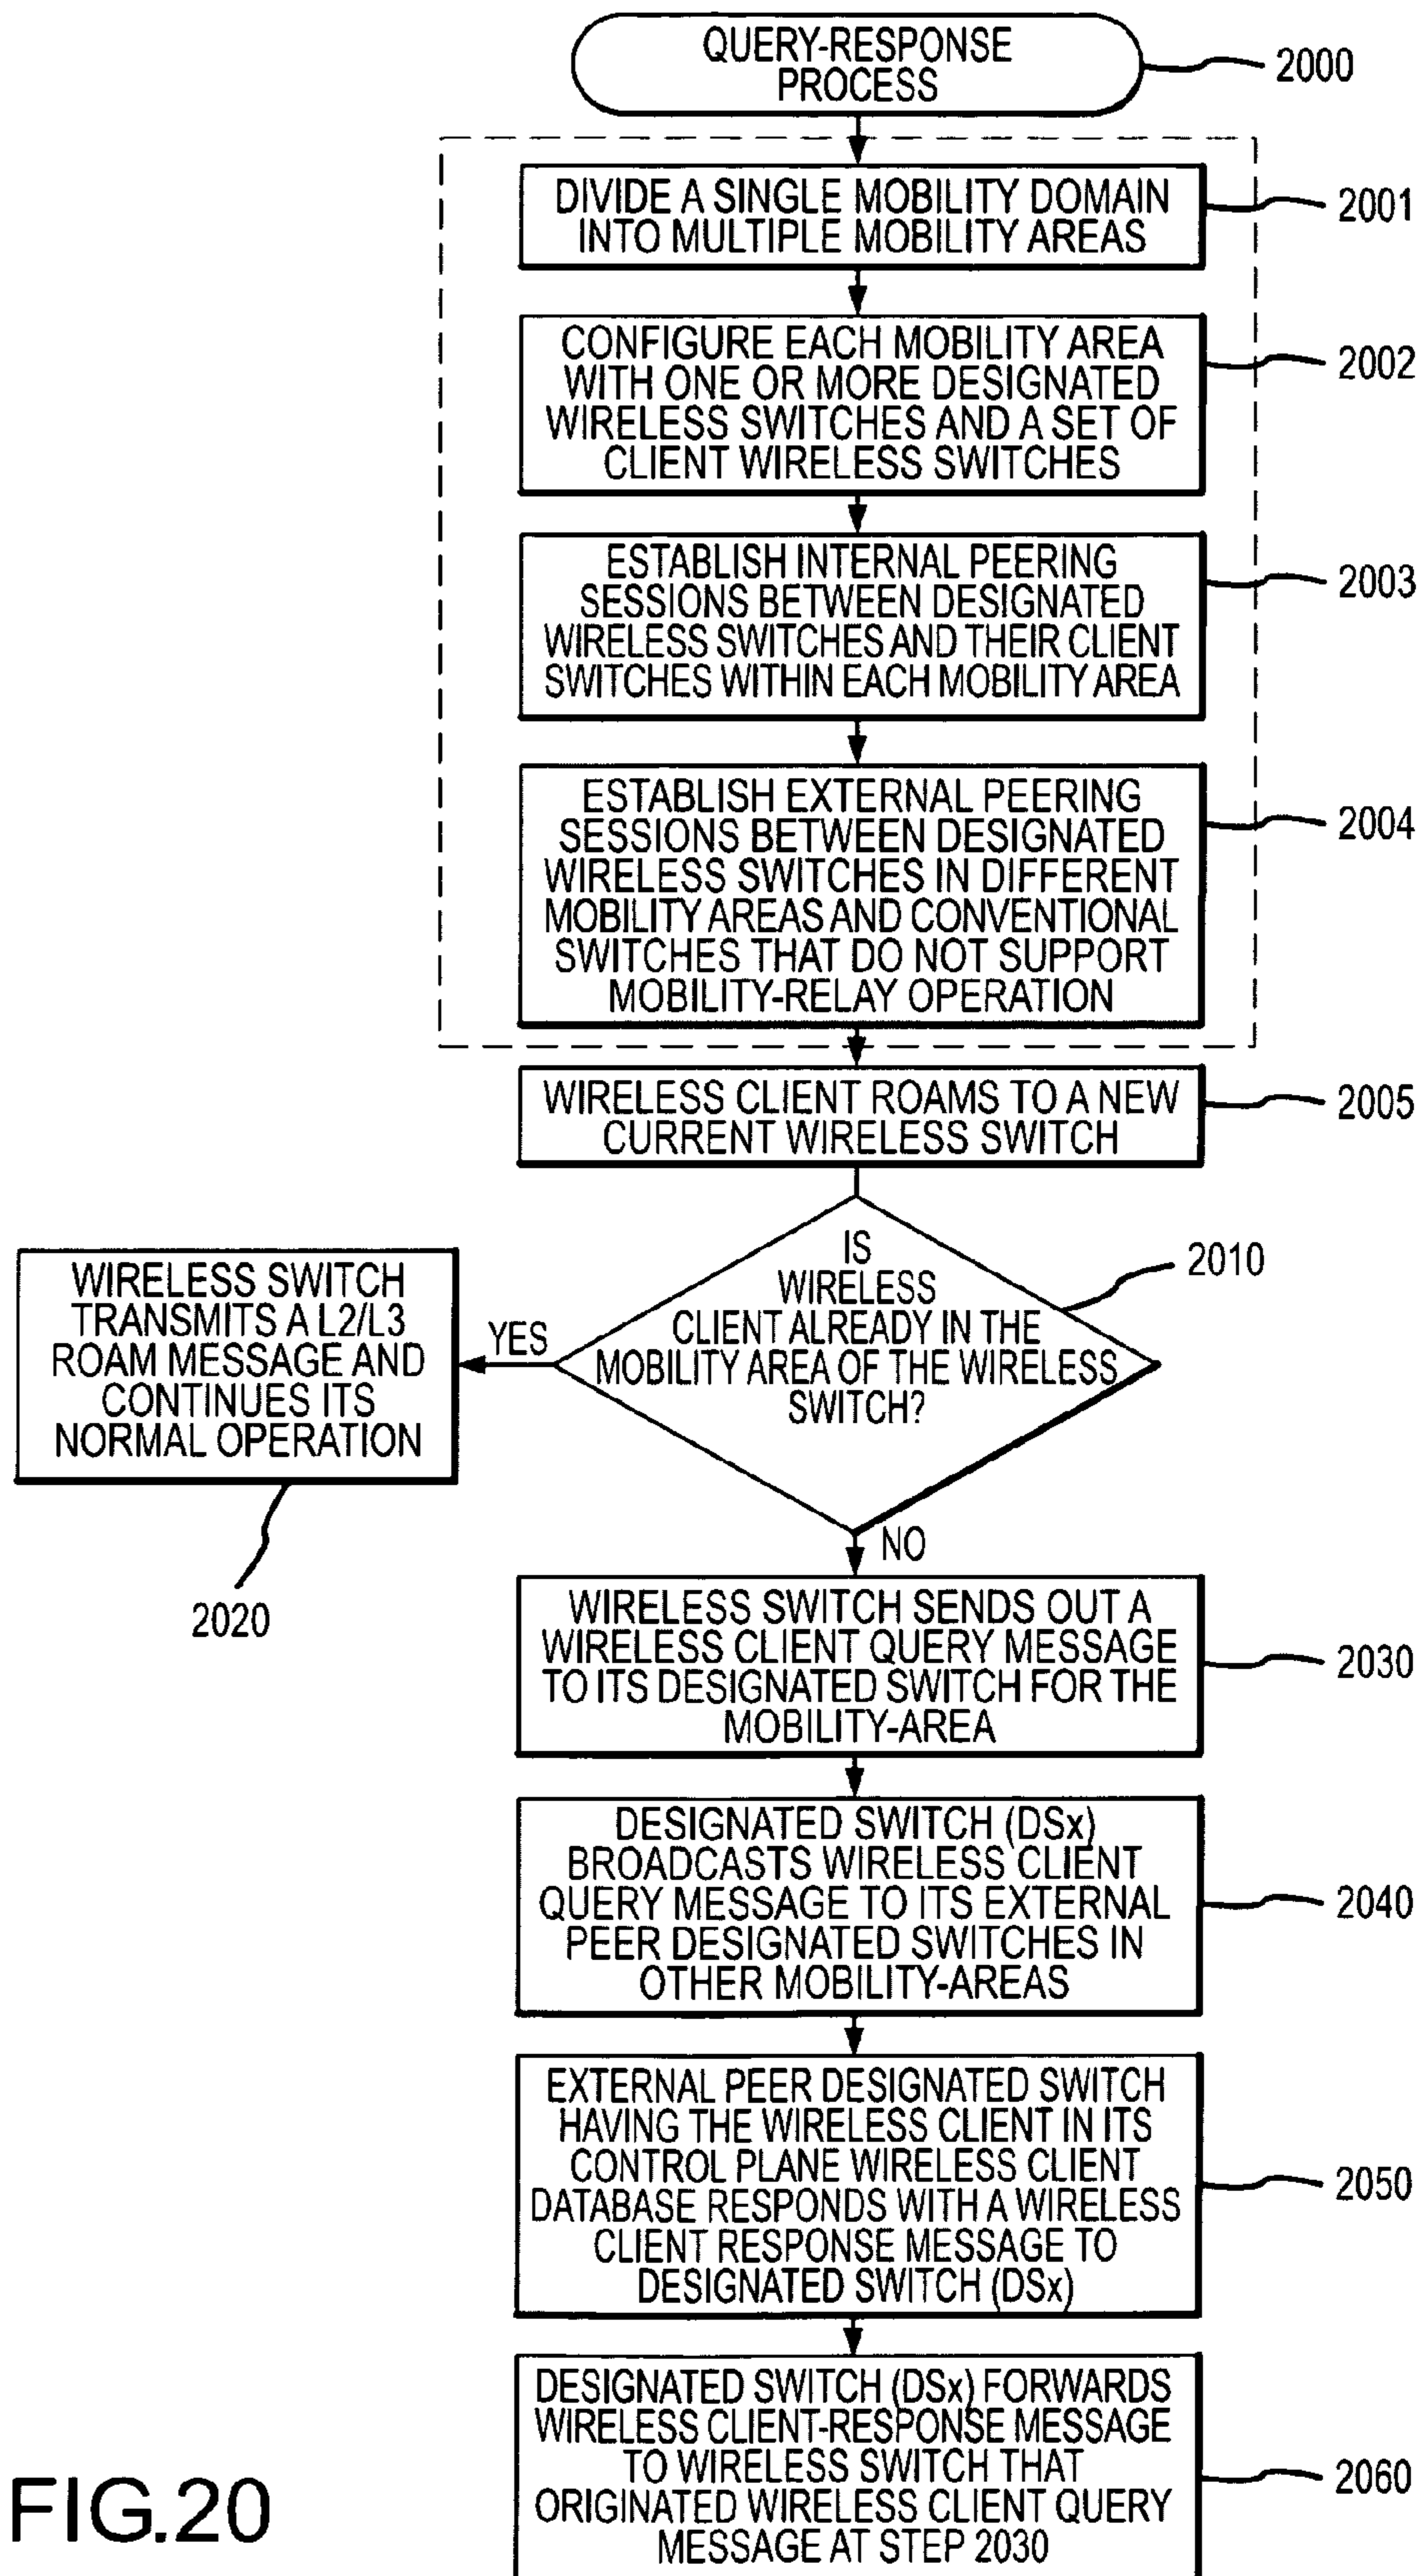 QUERY-RESPONSE
PROCESS
2000
DIVIDE A SINGLE MOBILITY DOMAIN
INTO MULTIPLE MOBILITY AREAS
2001
CONFIGURE EACH MOBILITY AREA
WITH ONE OR MORE DESIGNATED
WIRELESS SWITCHES AND A SET OF
CLIENT WIRELESS SWITCHES
2002
ESTABLISH INTERNAL PEERING
SESSIONS BETWEEN DESIGNATED
WIRELESS SWITCHES AND THEIR CLIENT
SWITCHES WITHIN EACH MOBILITY AREA
2003
ESTABLISH EXTERNAL PEERING
SESSIONS BETWEEN DESIGNATED
WIRELESS SWITCHES IN DIFFERENT
MOBILITY AREAS AND CONVENTIONAL
SWITCHES THAT DO NOT SUPPORT
MOBILITY-RELAY OPERATION
2004
WIRELESS CLIENT ROAMS TO A NEW
CURRENT WIRELESS SWITCH
2005
IS
WIRELESS
CLIENT ALREADY IN THE
MOBILITY AREA OF THE WIRELESS
SWITCH?
2010
YES
WIRELESS SWITCH
TRANSMITS A L2/L3
ROAM MESSAGE AND
CONTINUES ITS
NORMAL OPERATION
2020
NO
WIRELESS SWITCH SENDS OUT A
WIRELESS CLIENT QUERY MESSAGE
TO ITS DESIGNATED SWITCH FOR THE
MOBILITY-AREA
2030
DESIGNATED SWITCH (DSx)
BROADCASTS WIRELESS CLIENT
QUERY MESSAGE TO ITS EXTERNAL
PEER DESIGNATED SWITCHES IN
OTHER MOBILITY-AREAS
2040
EXTERNAL PEER DESIGNATED SWITCH
HAVING THE WIRELESS CLIENT IN ITS
CONTROL PLANE WIRELESS CLIENT
DATABASE RESPONDS WITH A WIRELESS
CLIENT RESPONSE MESSAGE TO
DESIGNATED SWITCH (DSx)
2050
DESIGNATED SWITCH (DSx) FORWARDS
WIRELESS CLIENT-RESPONSE MESSAGE
TO WIRELESS SWITCH THAT
ORIGINATED WIRELESS CLIENT QUERY
MESSAGE AT STEP 2030
2060
FIG.20